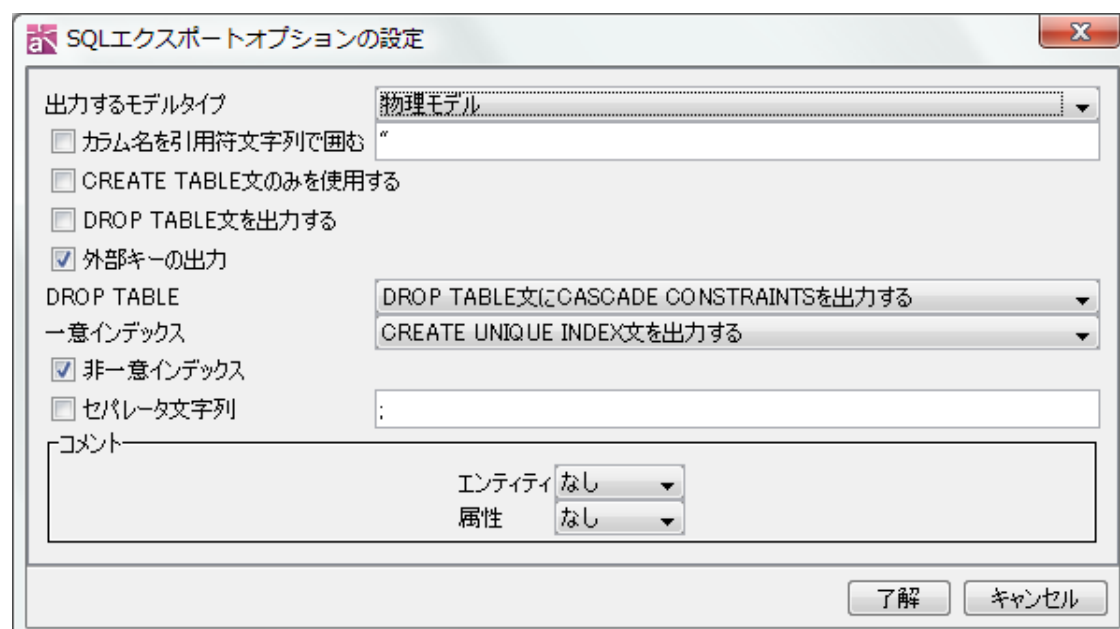 SQLエクスポートオプションの設定
出力するモデルタイプ 物理モデル
カラム名を引用符文字列で囲む "
CREATE TABLE文のみを使用する
DROP TABLE文を出力する
外部キーの出力
DROP TABLE DROP TABLE文にCASCADE CONSTRAINTSを出力する
一意インデックス CREATE UNIQUE INDEX文を出力する
非一意インデックス
セパレータ文字列 ;
コメント
エンティティ なし
属性 なし
了解 キャンセル